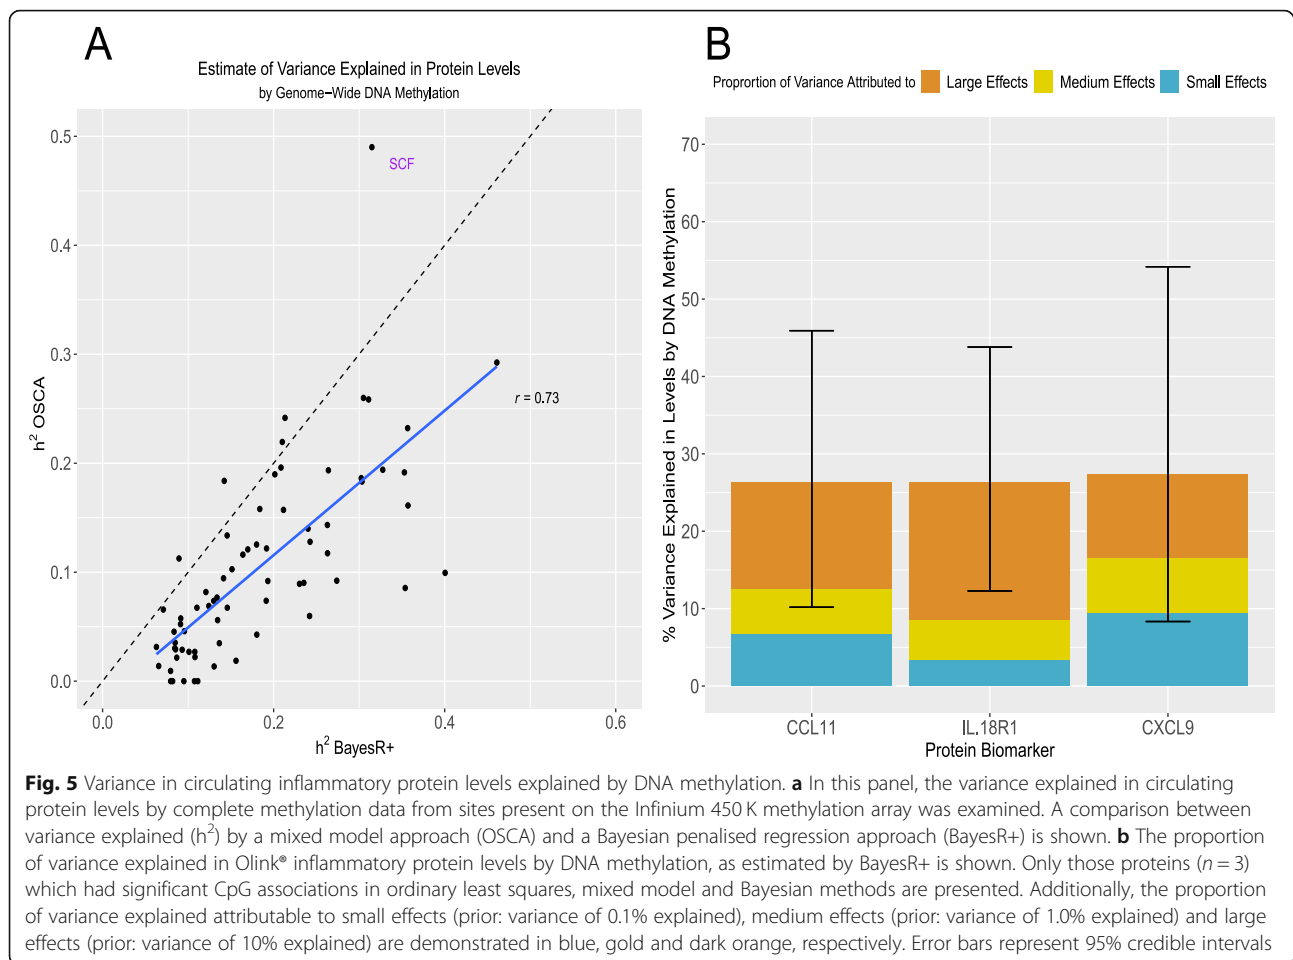 A
Estimate of Variance Explained in Protein Levels
by Genome-Wide DNA Methylation
h² OSCA
0.5
0.4
0.3
0.2
0.1
0.0
SCF
r = 0.73
0.0 0.2 0.4 0.6
h² BayesR+
B
Proprortion of Variance Attributed to Large Effects Medium Effects Small Effects
% Variance Explained in Levels by DNA Methylation
70
60
50
40
30
20
10
0
CCL11 IL.18R1 CXCL9
Protein Biomarker
Fig. 5 Variance in circulating inflammatory protein levels explained by DNA methylation. a In this panel, the variance explained in circulating
protein levels by complete methylation data from sites present on the Infinium 450 K methylation array was examined. A comparison between
variance explained (h²) by a mixed model approach (OSCA) and a Bayesian penalised regression approach (BayesR+) is shown. b The proportion
of variance explained in Olink® inflammatory protein levels by DNA methylation, as estimated by BayesR+ is shown. Only those proteins (n = 3)
which had significant CpG associations in ordinary least squares, mixed model and Bayesian methods are presented. Additionally, the proportion
of variance explained attributable to small effects (prior: variance of 0.1% explained), medium effects (prior: variance of 1.0% explained) and large
effects (prior: variance of 10% explained) are demonstrated in blue, gold and dark orange, respectively. Error bars represent 95% credible intervals